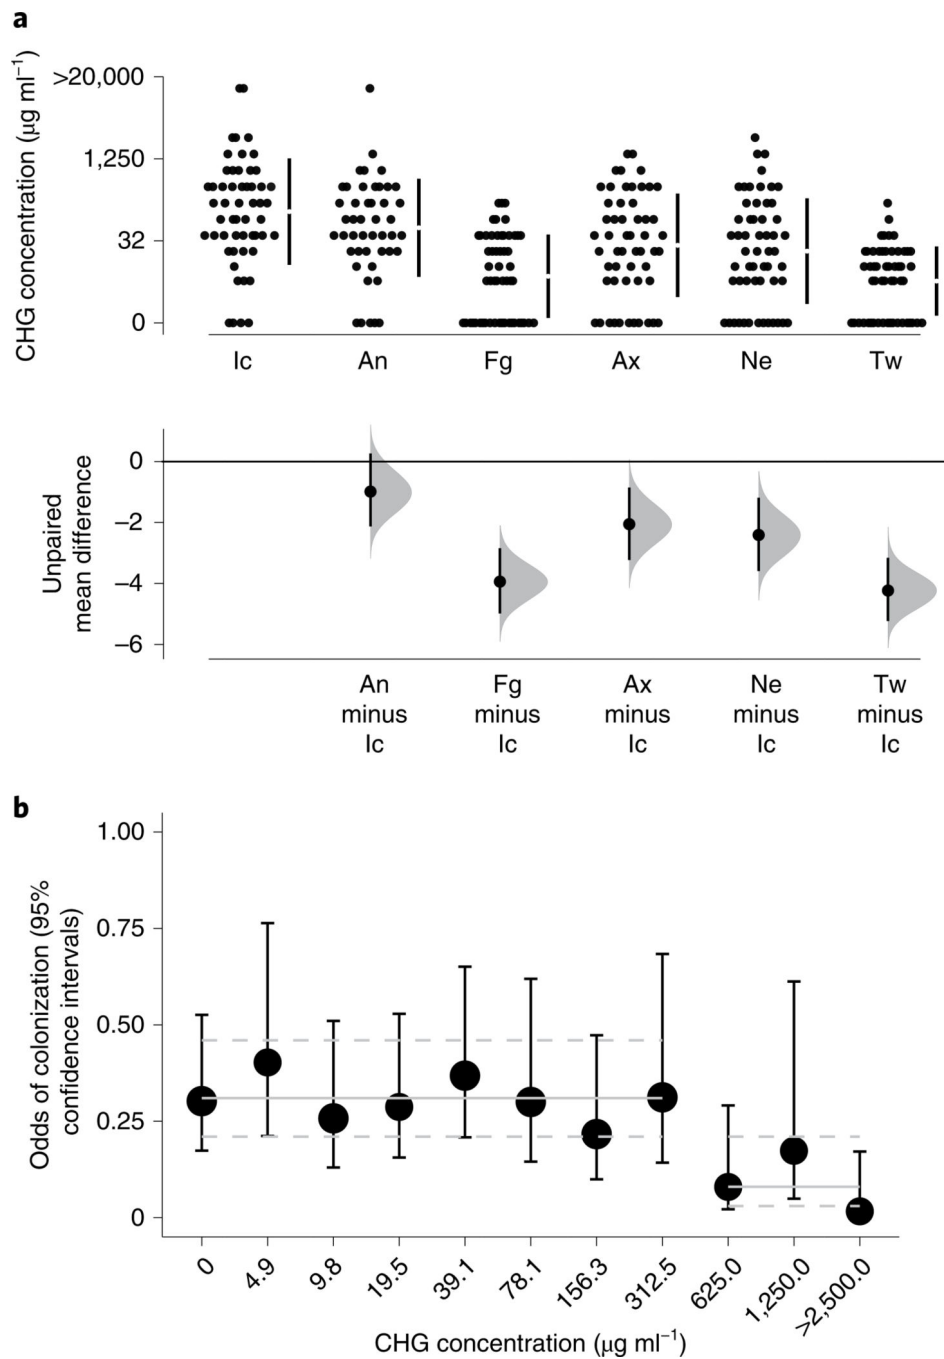 a
CHG concentration (µg ml⁻¹)
>20,000
1,250
32
0
Ic An Fg Ax Ne Tw
Unpaired
mean difference
0
−2
−4
−6
An Fg Ax Ne Tw
minus minus minus minus minus
Ic Ic Ic Ic Ic
b
Odds of colonization (95%
confidence intervals)
1.00
0.75
0.50
0.25
0
0 4.9 9.8 19.5 39.1 78.1 156.3 312.5 625.0 1,250.0 >2,500.0
CHG concentration (µg ml⁻¹)